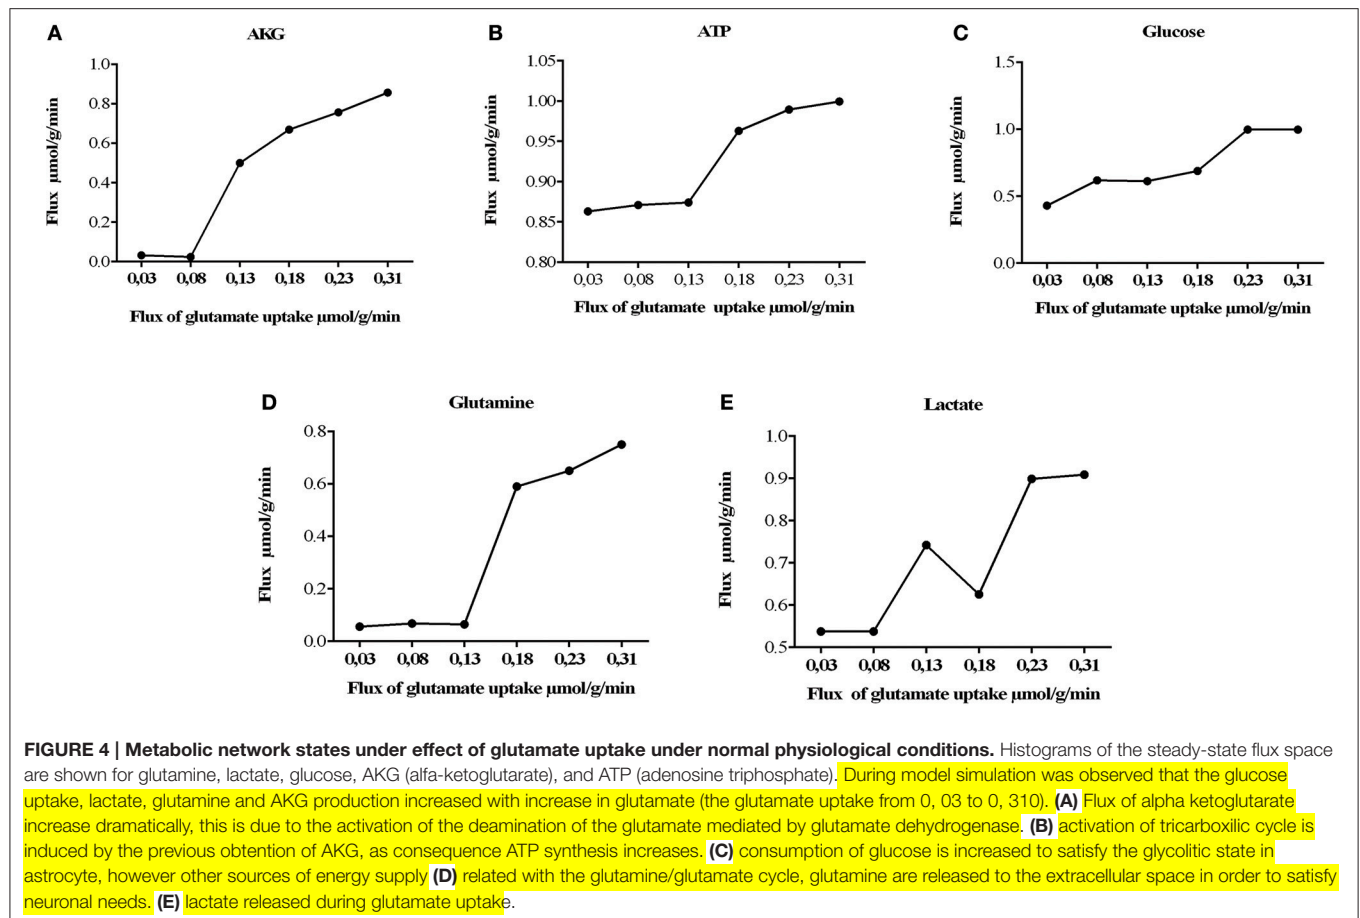 A
AKG
Flux µmol/g/min
1.0
0.8
0.6
0.4
0.2
0.0
0,03 0,08 0,13 0,18 0,23 0,31
Flux of glutamate uptake µmol/g/min
B
ATP
Flux µmol/g/min
1.05
1.00
0.95
0.90
0.85
0.80
0,03 0,08 0,13 0,18 0,23 0,31
Flux of glutamate uptake µmol/g/min
C
Glucose
Flux µmol/g/min
1.5
1.0
0.5
0.0
0,03 0,08 0,13 0,18 0,23 0,31
Flux of glutamate uptake µmol/g/min
D
Glutamine
Flux µmol/g/min
0.8
0.6
0.4
0.2
0.0
0,03 0,08 0,13 0,18 0,23 0,31
Flux of glutamate uptake µmol/g/min
E
Lactate
Flux µmol/g/min
1.0
0.9
0.8
0.7
0.6
0.5
0,03 0,08 0,13 0,18 0,23 0,31
Flux of glutamate uptake µmol/g/min
FIGURE 4 | Metabolic network states under effect of glutamate uptake under normal physiological conditions. Histograms of the steady-state flux space
are shown for glutamine, lactate, glucose, AKG (alfa-ketoglutarate), and ATP (adenosine triphosphate). During model simulation was observed that the glucose
uptake, lactate, glutamine and AKG production increased with increase in glutamate (the glutamate uptake from 0, 03 to 0, 310). (A) Flux of alpha ketoglutarate
increase dramatically, this is due to the activation of the deamination of the glutamate mediated by glutamate dehydrogenase. (B) activation of tricarboxilic cycle is
induced by the previous obtention of AKG, as consequence ATP synthesis increases. (C) consumption of glucose is increased to satisfy the glycolitic state in
astrocyte, however other sources of energy supply (D) related with the glutamine/glutamate cycle, glutamine are released to the extracellular space in order to satisfy
neuronal needs. (E) lactate released during glutamate uptake.